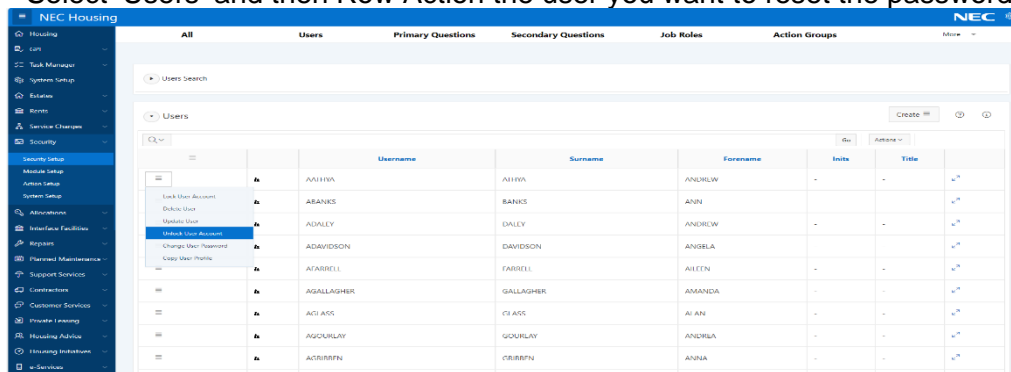 Select 'Users' and then Row Action the user you want to reset the password
NEC Housing
NEC
Housing
All
Users
Primary Questions
Secondary Questions
Job Roles
Action Groups
More
Task Manager
System Setup
Estates
Rents
Service Charges
Security
Security Setup
Module Setup
Action Setup
System Setup
Allocations
Interface Facilities
Repairs
Planned Maintenance
Support Services
Contractors
Customer Services
Private Leasing
Housing Advice
Housing Initiatives
e-Services
Users Search
Users
Create
Go
Actions
Username Surname Forename Inits Title
ANDREW - -
Lock User Account
Delete User
Update User
Unlock User Account
Change User Password
Copy User Profile
ABANKS BANKS ANN
ADALEY DALEY ANDREW - -
ADAVIDSON DAVIDSON ANGELA
AFARRELL FARRELL AILEEN - -
AGALLAGHER GALLAGHER AMANDA - -
AGLASS GLASS ALAN - -
AGOURLAY GOURLAY ANDREA - -
AGRIBBEN GRIBBEN ANNA - -